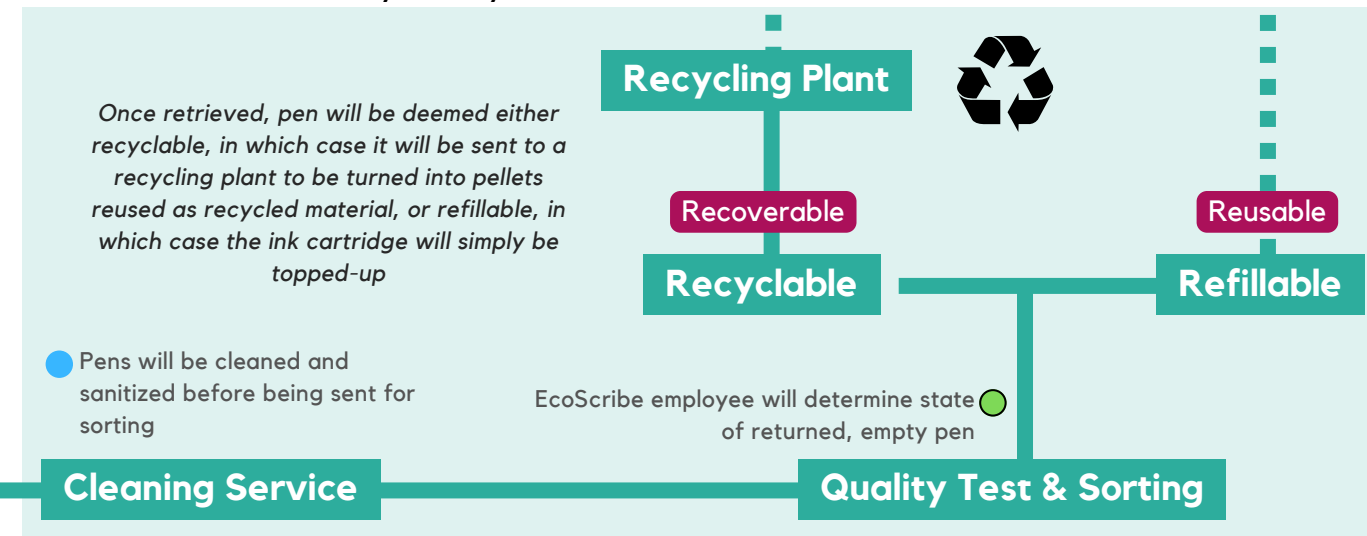 Recycling Plant
Once retrieved, pen will be deemed either
recyclable, in which case it will be sent to a
recycling plant to be turned into pellets
reused as recycled material, or refillable, in
which case the ink cartridge will simply be
topped-up
Recoverable
Reusable
Recyclable
Refillable
Pens will be cleaned and
sanitized before being sent for
sorting
EcoScribe employee will determine state
of returned, empty pen
Cleaning Service
Quality Test & Sorting